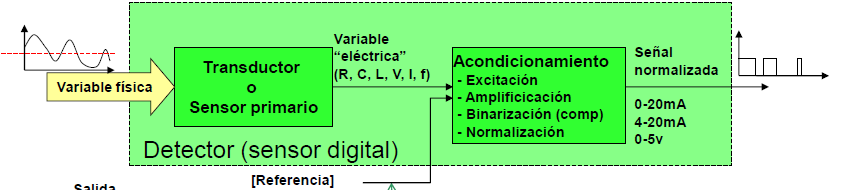 Variable física
Transductor
o
Sensor primario
Variable
“eléctrica”
(R, C, L, V, I, f)
Acondicionamiento
- Excitación
- Amplificicación
- Binarización (comp)
- Normalización
Señal
normalizada
0-20mA
4-20mA
0-5v
Detector (sensor digital)
[Referencia]
Salida